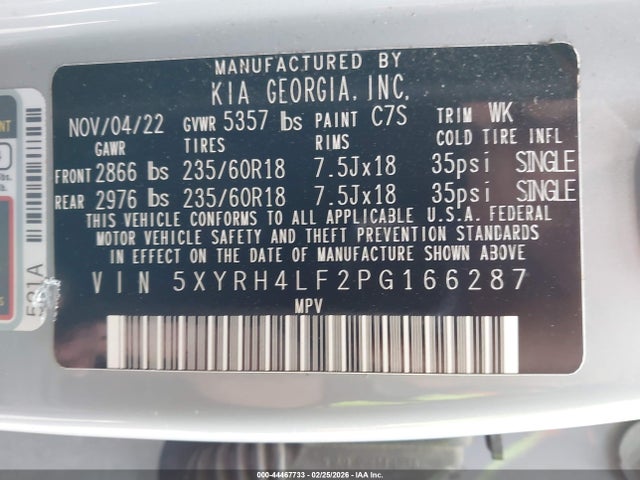 MANUFACTURED BY
KIA GEORGIA, INC.
NOV/04/22 GVWR 5357 lbs PAINT C7S TRIM WK
GAWR TIRES RIMS COLD TIRE INFL
FRONT 2866 lbs 235/60R18 7.5Jx18 35psi SINGLE
REAR 2976 lbs 235/60R18 7.5Jx18 35psi SINGLE
THIS VEHICLE CONFORMS TO ALL APPLICABLE U.S.A. FEDERAL
MOTOR VEHICLE SAFETY AND THEFT PREVENTION STANDARDS
IN EFFECT ON THE DATE OF MANUFACTURE SHOWN ABOVE
VIN 5XYRH4LF2PG166287
MPV
531A
000-44467733 - 02/25/2026 - IAA Inc.